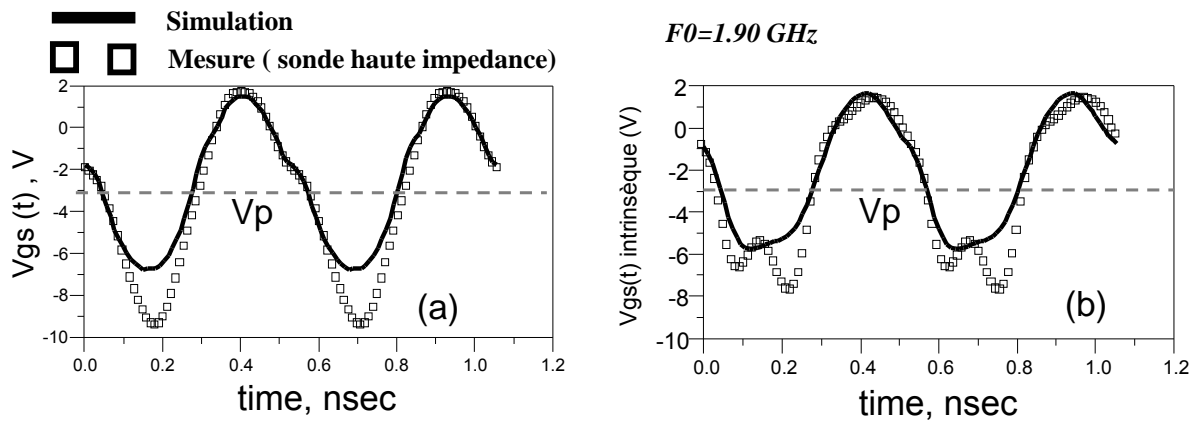 Simulation
Mesure ( sonde haute impedance)
F0=1.90 GHz
Vgs (t) , V
2
0
-2
-4
-6
-8
-10
Vp
(a)
0.0 0.2 0.4 0.6 0.8 1.0 1.2
time, nsec
Vgs(t) intrinsèque (V)
2
0
-2
-4
-6
-8
-10
Vp
(b)
0.0 0.2 0.4 0.6 0.8 1.0 1.2
time, nsec